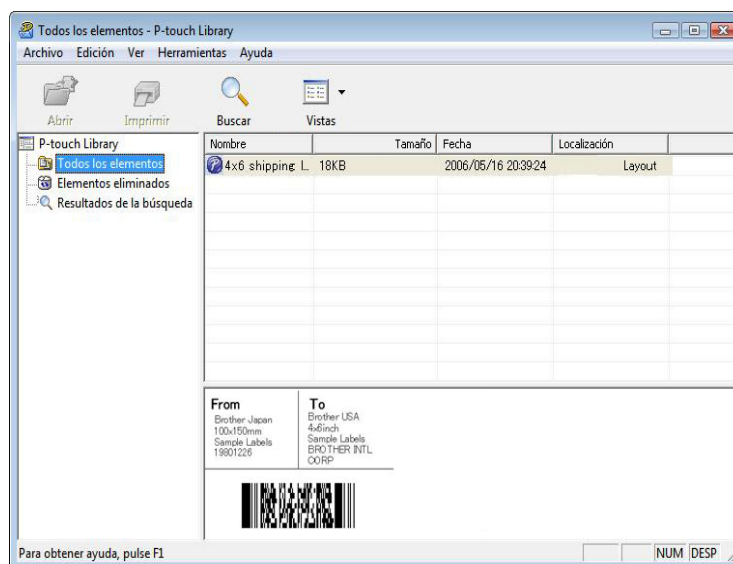 Todos los elementos - P-touch Library
Archivo Edición Ver Herramientas Ayuda
Abrir Imprimir Buscar Vistas
P-touch Library
Todos los elementos
Elementos eliminados
Resultados de la búsqueda
Nombre Tamaño Fecha Localización
4x6 shipping L 18KB 2006/05/16 20:39:24 Layout
From
Brother Japan
100x150mm
Sample Labels
19801226
To
Brother USA
4x6inch
Sample Labels
BROTHER INTL
CORP
Para obtener ayuda, pulse F1
NUM DESP